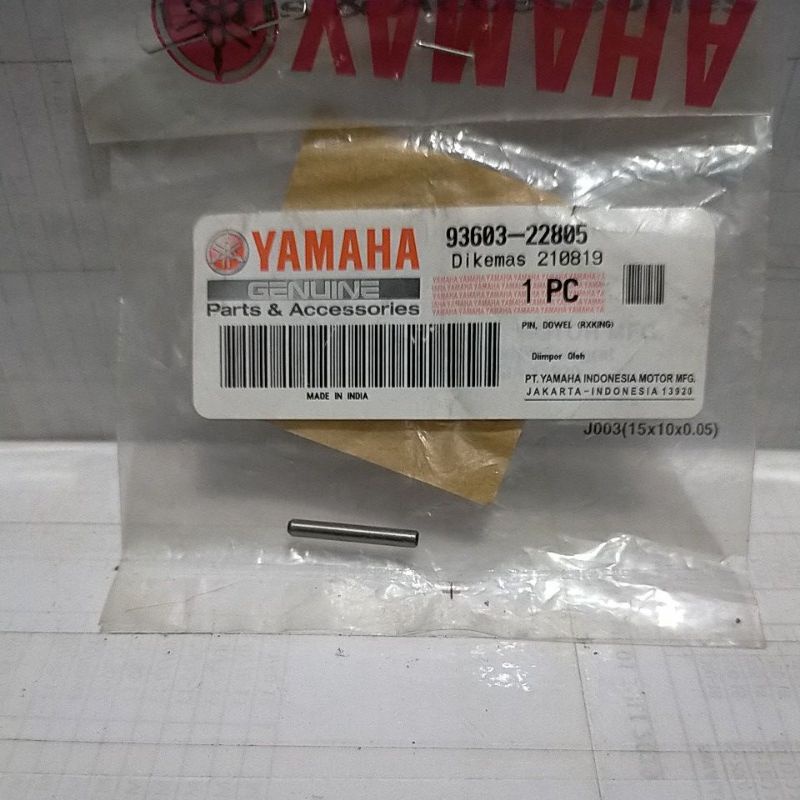 & Accessories
YAMAHA
YAMAHA
93603-22805
Dikemas 210819
GENUINE
1 PC
Parts & Accessories
PIN, DOWEL (RXKING)
Diimpor Oleh
PT. YAMAHA INDONESIA MOTOR MFG.
JAKARTA-INDONESIA 13920
MADE IN INDIA
J003(15x10x0.05)